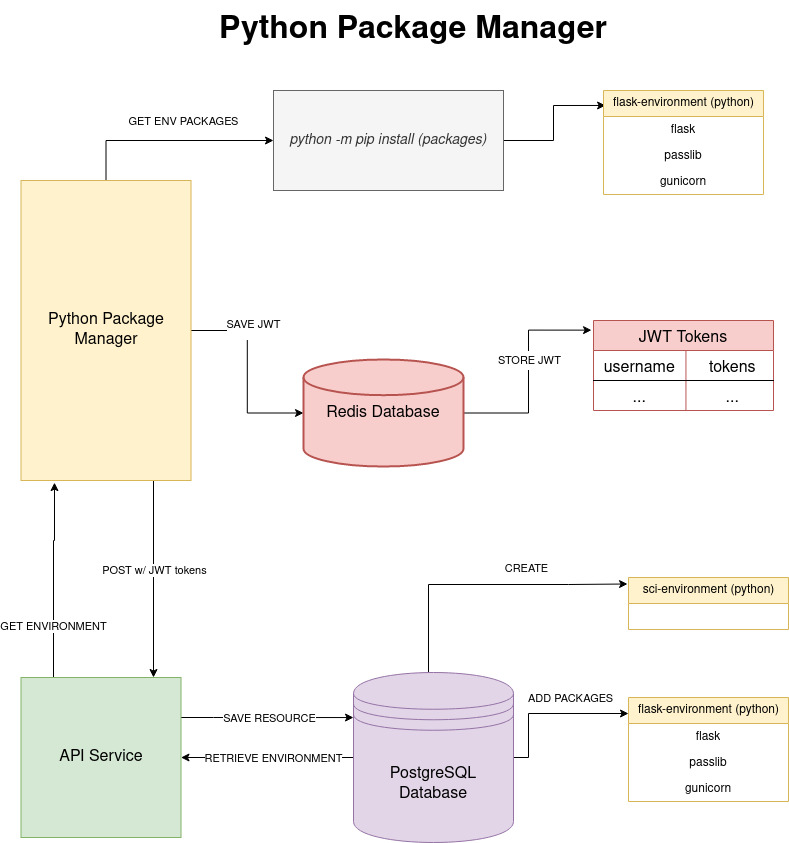 Python Package Manager
flask-environment (python)
GET ENV PACKAGES
python -m pip install (packages)
flask
passlib
gunicorn
Python Package
Manager
SAVE JWT
JWT Tokens
STORE JWT
username
tokens
...
...
Redis Database
POST w/ JWT tokens
CREATE
sci-environment (python)
GET ENVIRONMENT
API Service
SAVE RESOURCE
RETRIEVE ENVIRONMENT
PostgreSQL
Database
ADD PACKAGES
flask-environment (python)
flask
passlib
gunicorn